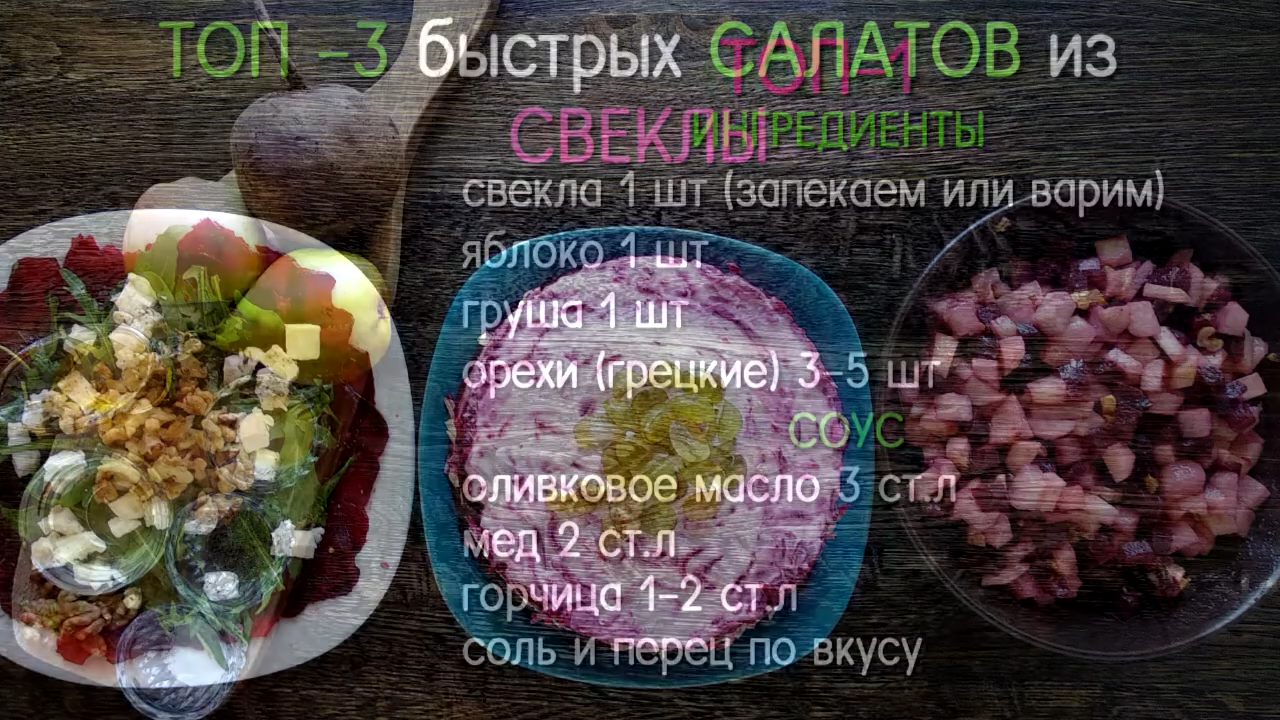 ТОП -3 быстрых САЛАТОВ из
ТОП-1
СВЕКЛЫ
ИНГРЕДИЕНТЫ
свекла 1 шт (запекаем или варим)
яблоко 1 шт
груша 1 шт
орехи (грецкие) 3-5 шт
СОУС
оливковое масло 3 ст.л
мед 2 ст.л
горчица 1-2 ст.л
соль и перец по вкусу